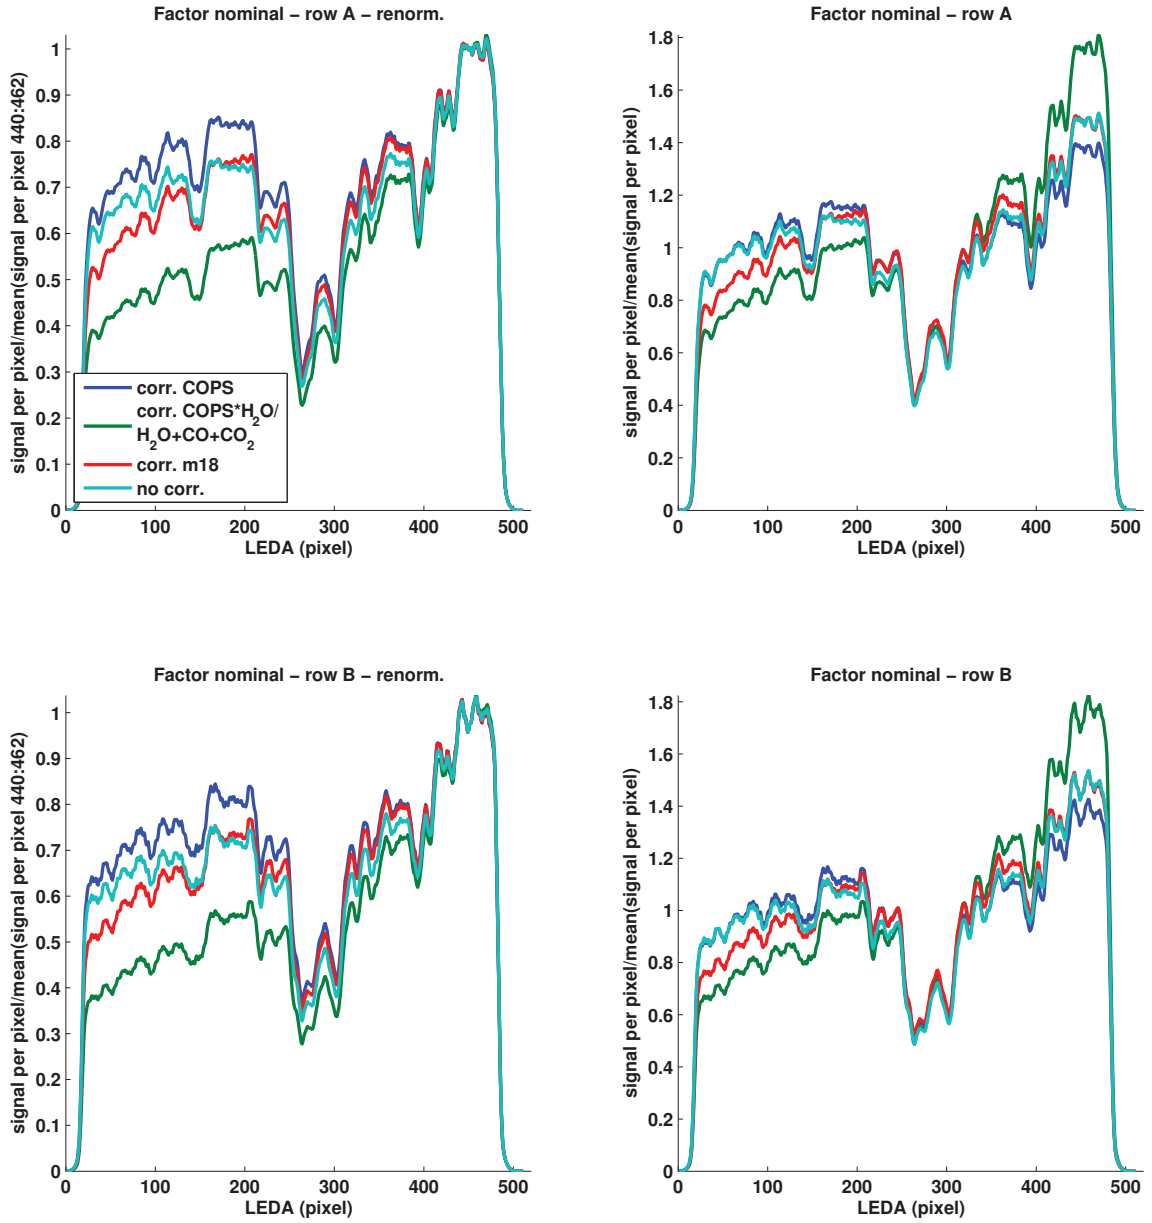 Factor nominal − row A − renorm.
signal per pixel/mean(signal per pixel 440:462)
1
0.9
0.8
0.7
0.6
0.5
0.4
0.3
0.2
0.1
0
corr. COPS
corr. COPS*H2O/
H2O+CO+CO2
corr. m18
no corr.
0 100 200 300 400 500
LEDA (pixel)
Factor nominal − row A
signal per pixel/mean(signal per pixel)
1.8
1.6
1.4
1.2
1
0.8
0.6
0.4
0.2
0
0 100 200 300 400 500
LEDA (pixel)
Factor nominal − row B − renorm.
signal per pixel/mean(signal per pixel 440:462)
1
0.9
0.8
0.7
0.6
0.5
0.4
0.3
0.2
0.1
0
0 100 200 300 400 500
LEDA (pixel)
Factor nominal − row B
signal per pixel/mean(signal per pixel)
1.8
1.6
1.4
1.2
1
0.8
0.6
0.4
0.2
0
0 100 200 300 400 500
LEDA (pixel)